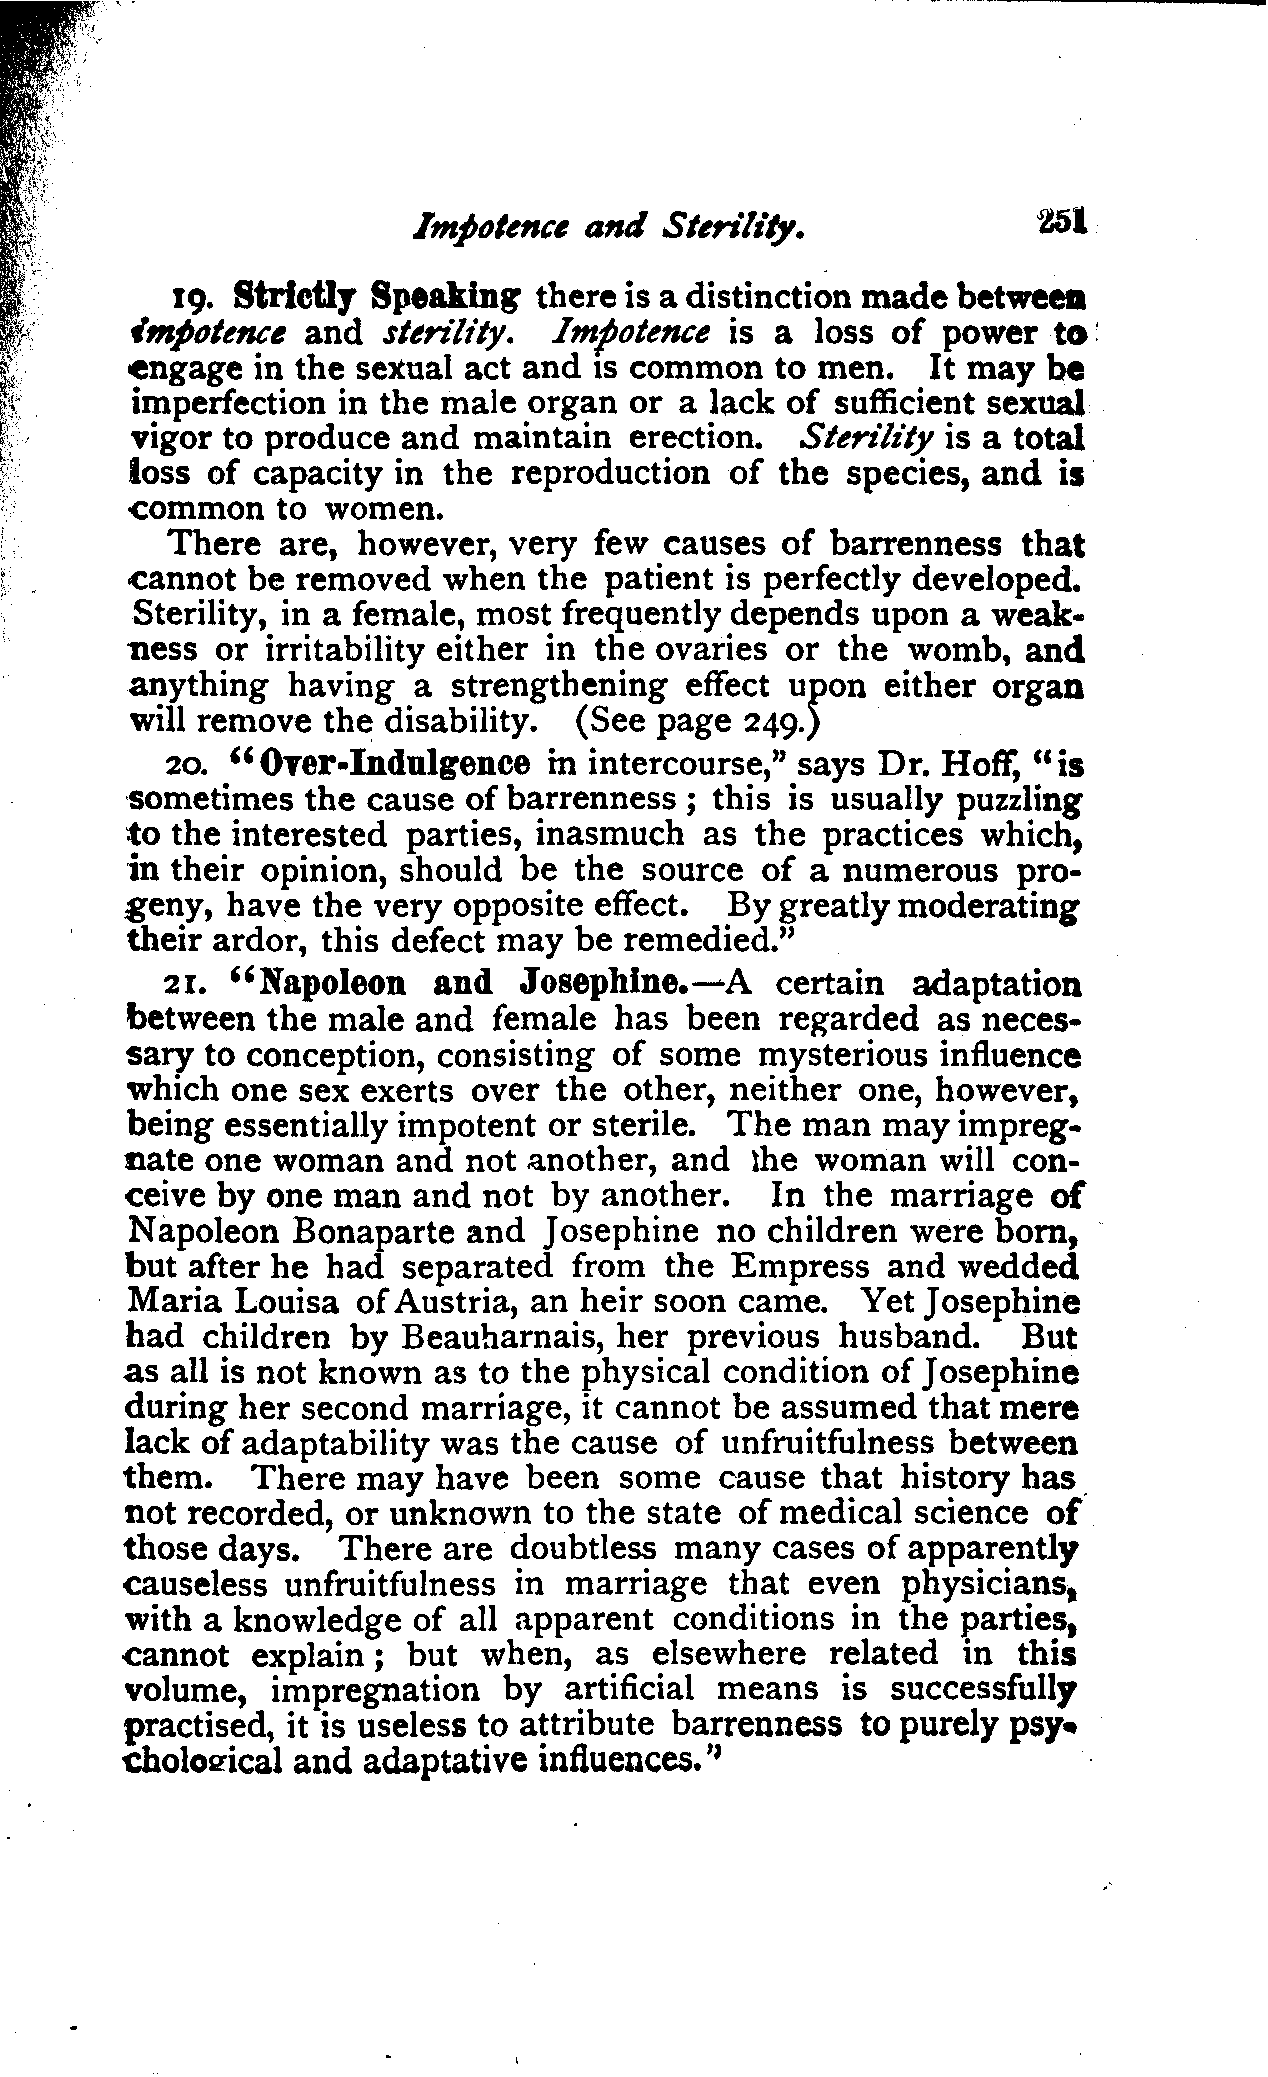 Impotence and Sterility. 251
19. Strictly Speaking there is a distinction made between
impotence and sterility. Impotence is a loss of power to
engage in the sexual act and is common to men. It may be
imperfection in the male organ or a lack of sufficient sexual
vigor to produce and maintain erection. Sterility is a total
loss of capacity in the reproduction of the species, and is
common to women.
There are, however, very few causes of barrenness that
cannot be removed when the patient is perfectly developed.
Sterility, in a female, most frequently depends upon a weak-
ness or irritability either in the ovaries or the womb, and
anything having a strengthening effect upon either organ
will remove the disability. (See page 249.)
20. “Over-Indulgence in intercourse,” says Dr. Hoff, “is
sometimes the cause of barrenness ; this is usually puzzling
to the interested parties, inasmuch as the practices which,
in their opinion, should be the source of a numerous pro-
geny, have the very opposite effect. By greatly moderating
their ardor, this defect may be remedied.”
21. “Napoleon and Josephine.—A certain adaptation
between the male and female has been regarded as neces-
sary to conception, consisting of some mysterious influence
which one sex exerts over the other, neither one, however,
being essentially impotent or sterile. The man may impreg-
nate one woman and not another, and the woman will con-
ceive by one man and not by another. In the marriage of
Napoleon Bonaparte and Josephine no children were born,
but after he had separated from the Empress and wedded
Maria Louisa of Austria, an heir soon came. Yet Josephine
had children by Beauharnais, her previous husband. But
as all is not known as to the physical condition of Josephine
during her second marriage, it cannot be assumed that mere
lack of adaptability was the cause of unfruitfulness between
them. There may have been some cause that history has
not recorded, or unknown to the state of medical science of
those days. There are doubtless many cases of apparently
causeless unfruitfulness in marriage that even physicians,
with a knowledge of all apparent conditions in the parties,
cannot explain ; but when, as elsewhere related in this
volume, impregnation by artificial means is successfully
practised, it is useless to attribute barrenness to purely psy-
chological and adaptative influences.”